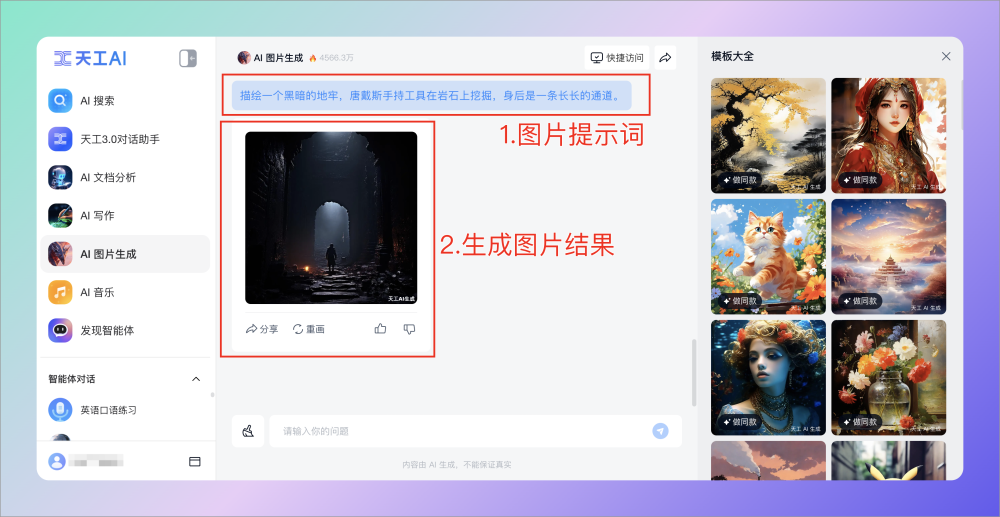 天工AI
AI 搜索
天工3.0对话助手
AI 文档分析
AI 写作
AI 图片生成
AI 音乐
发现智能体
智能体对话
英语口语练习
AI 图片生成 4566.3万
快捷访问
描绘一个黑暗的地牢，唐戴斯手持工具在岩石上挖掘，身后是一条长长的通道。
1.图片提示词
天工AI生成
2.生成图片结果
分享
重画
请输入你的问题
内容由 AI 生成，不能保证真实
模板大全
做同款
天工 AI 生成
做同款
天工 AI 生成
做同款
天工 AI 生成
做同款
天工 AI 生成
做同款
天工 AI 生成
做同款
天工 AI 生成